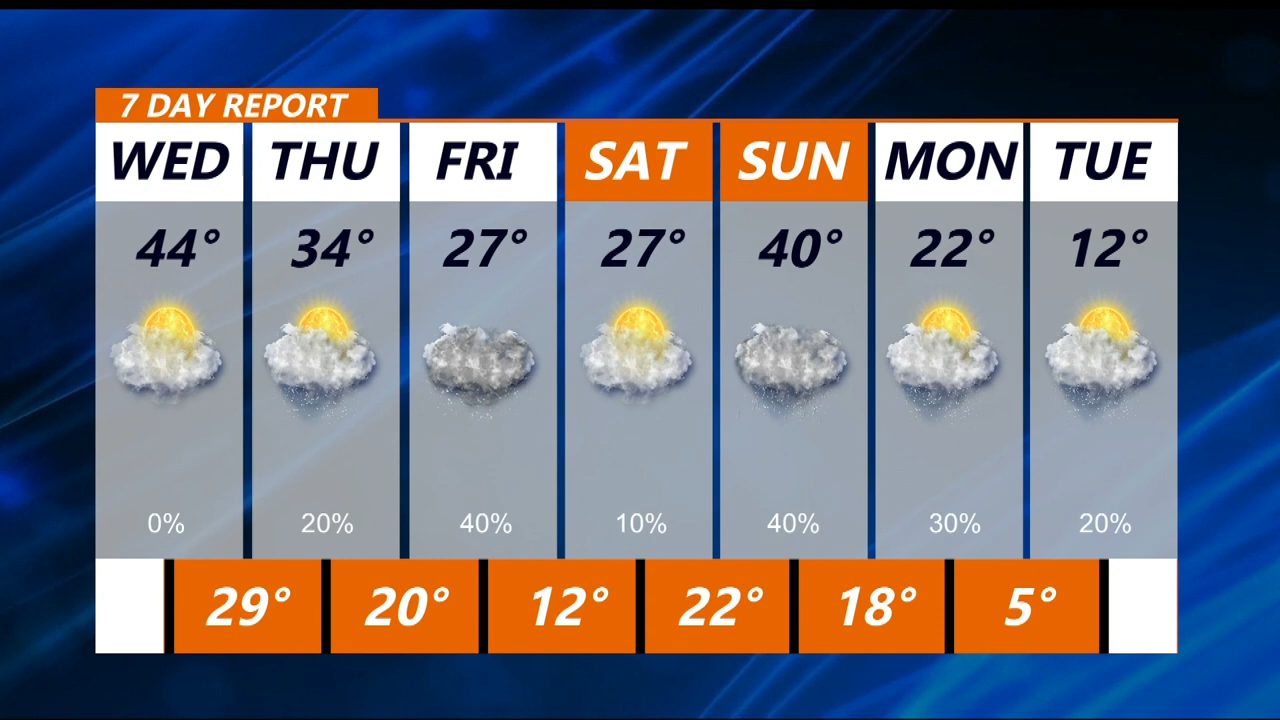 7 DAY REPORT
WED THU FRI SAT SUN MON TUE
44° 34° 27° 27° 40° 22° 12°
0% 20% 40% 10% 40% 30% 20%
29° 20° 12° 22° 18° 5°